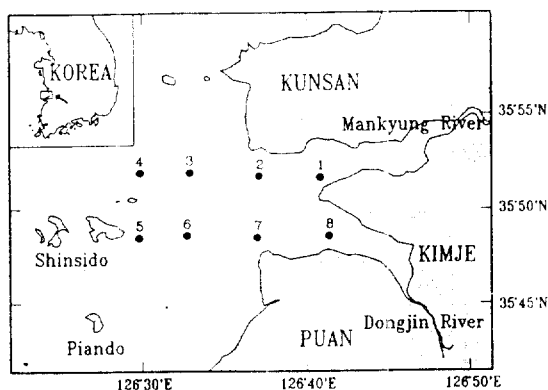 KOREA
KUNSAN
Mankyung River
35°55'N
4 3 2 1
35°50'N
5 6 7 8
Shinsido
KIMJE
35°45'N
Piando
PUAN
Dongjin River
126°30'E 126°40'E 126°50'E